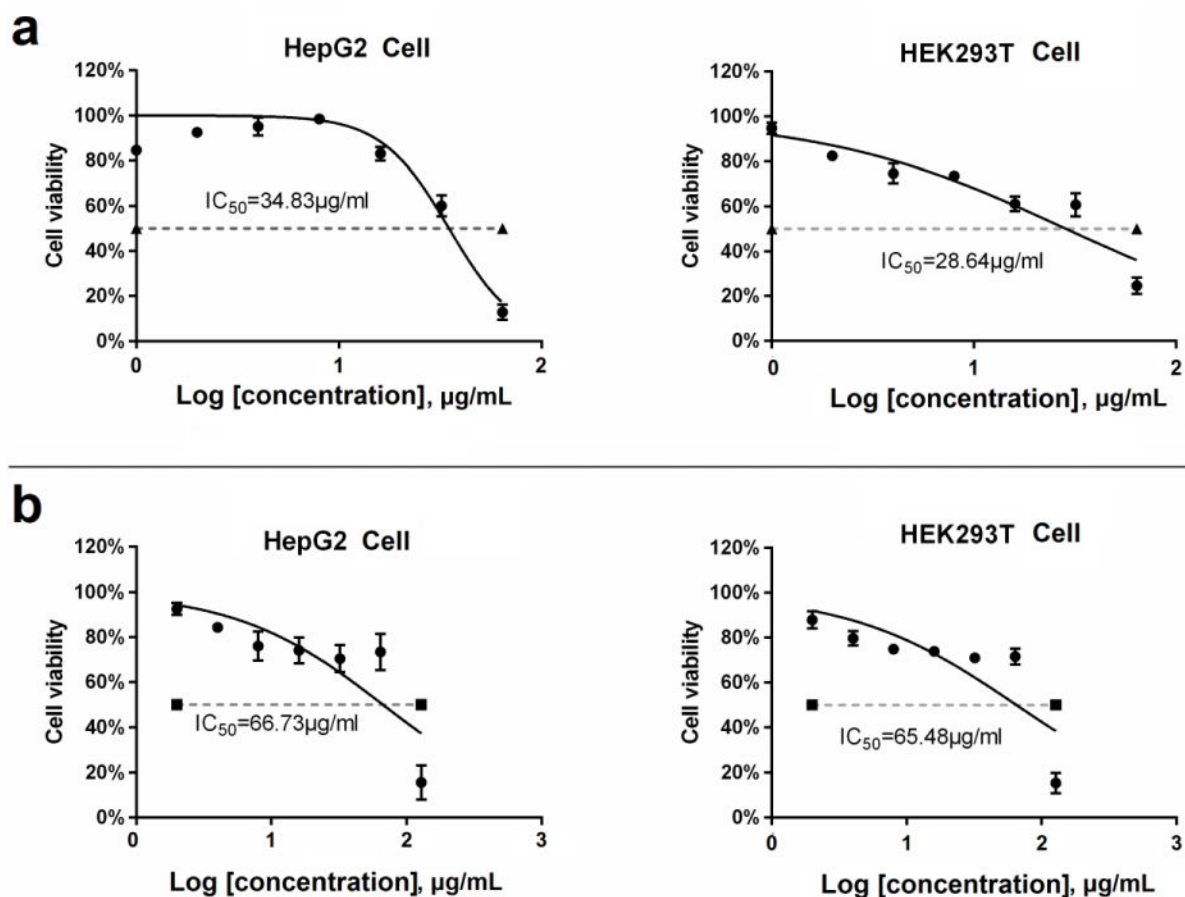 a
HepG2 Cell
120%
100%
80%
60%
40%
20%
0%
Cell viability
IC50=34.83µg/ml
0
1
2
Log [concentration], µg/mL
HEK293T Cell
120%
100%
80%
60%
40%
20%
0%
Cell viability
IC50=28.64µg/ml
0
1
2
Log [concentration], µg/mL
b
HepG2 Cell
120%
100%
80%
60%
40%
20%
0%
Cell viability
IC50=66.73µg/ml
0
1
2
3
Log [concentration], µg/mL
HEK293T Cell
120%
100%
80%
60%
40%
20%
0%
Cell viability
IC50=65.48µg/ml
0
1
2
3
Log [concentration], µg/mL